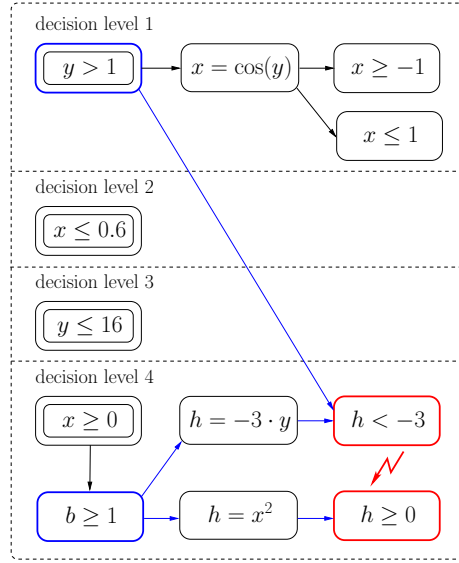 decision level 1
y > 1
x = cos(y)
x ≥ −1
x ≤ 1
decision level 2
x ≤ 0.6
decision level 3
y ≤ 16
decision level 4
x ≥ 0
h = −3 · y
h < −3
b ≥ 1
h = x²
h ≥ 0